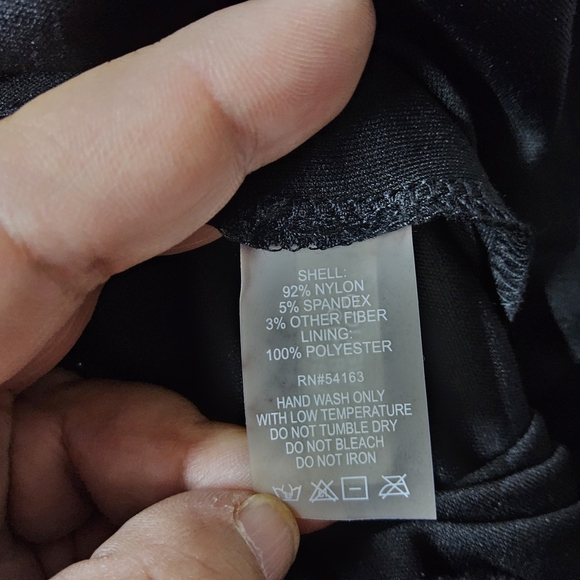 SHELL:
92% NYLON
5% SPANDEX
3% OTHER FIBER
LINING:
100% POLYESTER
RN#54163
HAND WASH ONLY
WITH LOW TEMPERATURE
DO NOT TUMBLE DRY
DO NOT BLEACH
DO NOT IRON